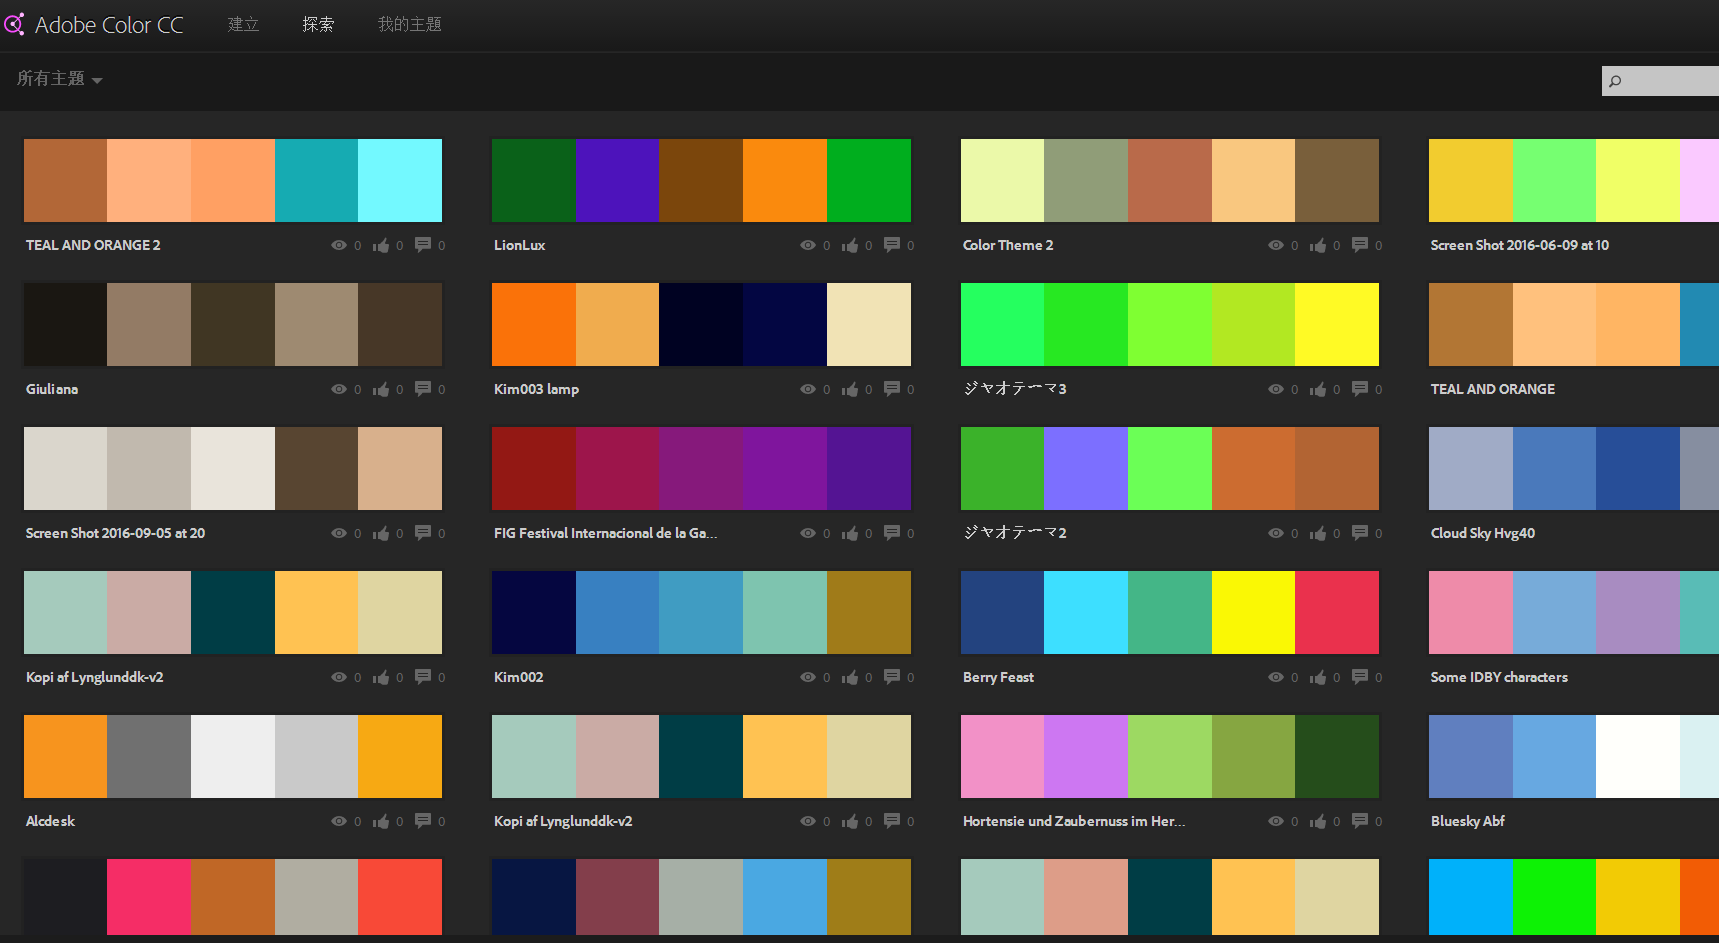 Adobe Color CC 建立 探索 我的主題
所有主題
TEAL AND ORANGE 2 0 0 0 LionLux 0 0 0 Color Theme 2 0 0 0 Screen Shot 2016-06-09 at 10
Giuliana 0 0 0 Kim003 lamp 0 0 0 ジャオテーマ3 0 0 0 TEAL AND ORANGE
Screen Shot 2016-09-05 at 20 0 0 0 FIG Festival Internacional de la Ga... 0 0 0 ジャオテーマ2 0 0 0 Cloud Sky Hvg40
Kopi af Lynglunddk-v2 0 0 0 Kim002 0 0 0 Berry Feast 0 0 0 Some IDBY characters
Alcdesk 0 0 0 Kopi af Lynglunddk-v2 0 0 0 Hortensie und Zaubernuss im Her... 0 0 0 Bluesky Abf